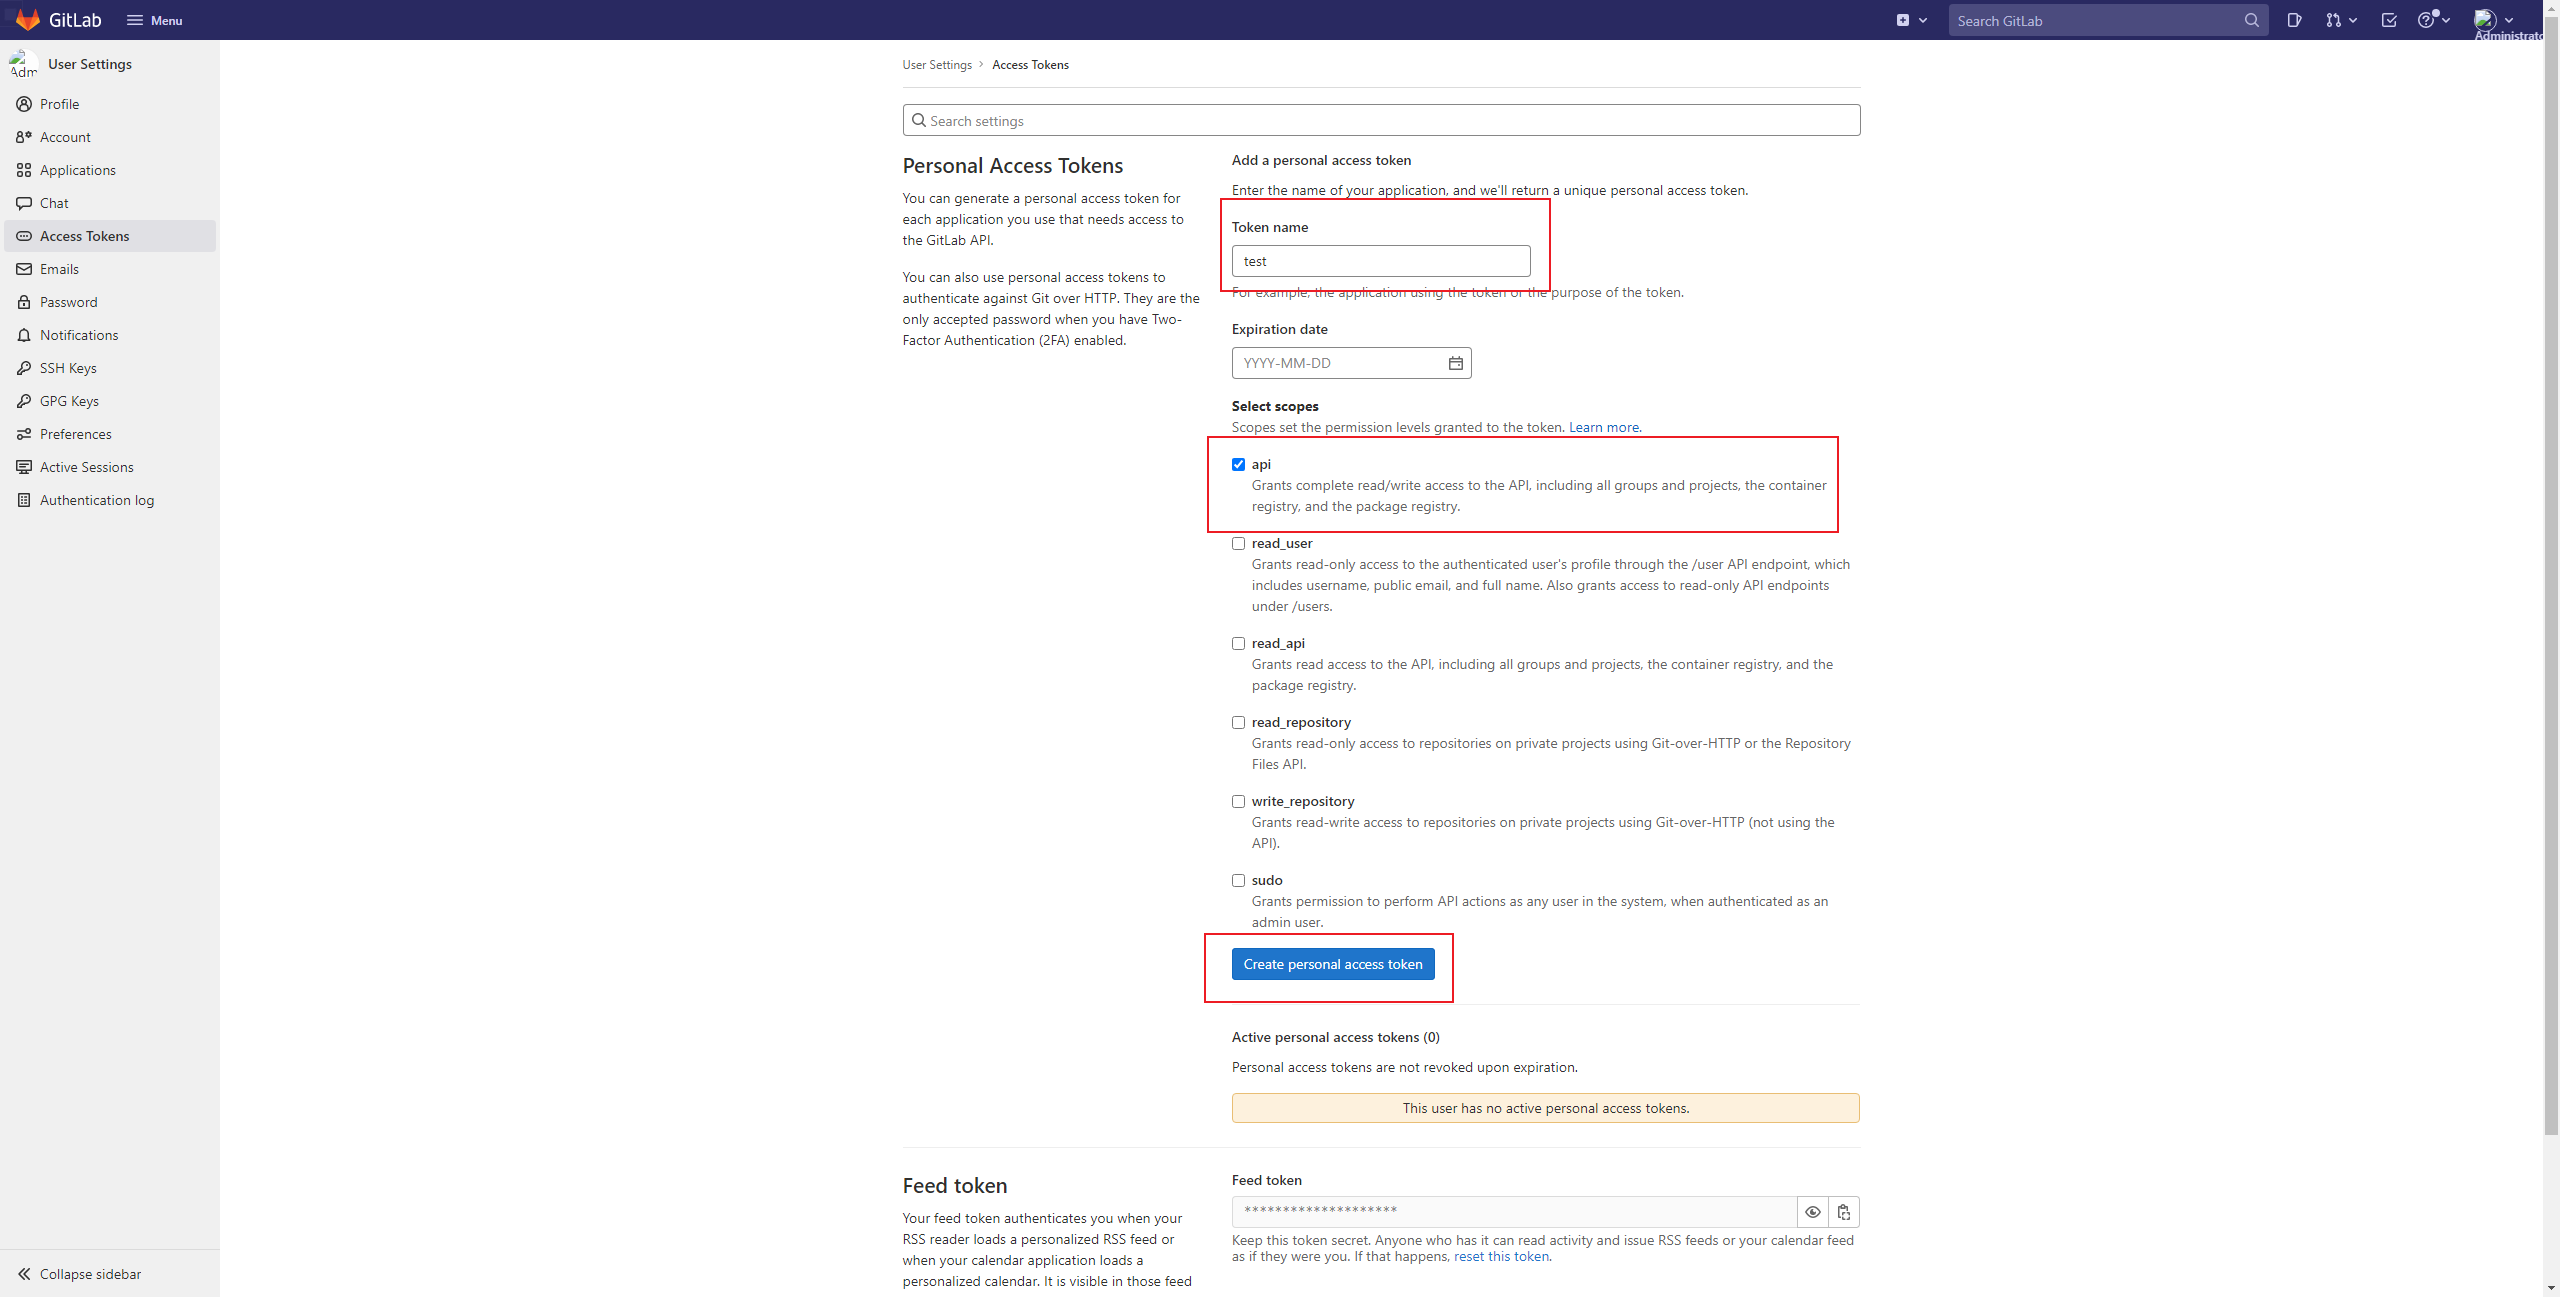 GitLab
Menu
Search GitLab
Administrato
Adm
User Settings
Profile
Account
Applications
Chat
Access Tokens
Emails
Password
Notifications
SSH Keys
GPG Keys
Preferences
Active Sessions
Authentication log
Collapse sidebar
User Settings > Access Tokens
Search settings
Personal Access Tokens
You can generate a personal access token for
each application you use that needs access to
the GitLab API.
You can also use personal access tokens to
authenticate against Git over HTTP. They are the
only accepted password when you have Two-
Factor Authentication (2FA) enabled.
Add a personal access token
Enter the name of your application, and we'll return a unique personal access token.
Token name
test
For example, the application using the token or the purpose of the token.
Expiration date
YYYY-MM-DD
Select scopes
Scopes set the permission levels granted to the token. Learn more.
api
Grants complete read/write access to the API, including all groups and projects, the container
registry, and the package registry.
read_user
Grants read-only access to the authenticated user's profile through the /user API endpoint, which
includes username, public email, and full name. Also grants access to read-only API endpoints
under /users.
read_api
Grants read access to the API, including all groups and projects, the container registry, and the
package registry.
read_repository
Grants read-only access to repositories on private projects using Git-over-HTTP or the Repository
Files API.
write_repository
Grants read-write access to repositories on private projects using Git-over-HTTP (not using the
API).
sudo
Grants permission to perform API actions as any user in the system, when authenticated as an
admin user.
Create personal access token
Active personal access tokens (0)
Personal access tokens are not revoked upon expiration.
This user has no active personal access tokens.
Feed token
Your feed token authenticates you when your
RSS reader loads a personalized RSS feed or
when your calendar application loads a
personalized calendar. It is visible in those feed
Feed token
********************
Keep this token secret. Anyone who has it can read activity and issue RSS feeds or your calendar feed
as if they were you. If that happens, reset this token.